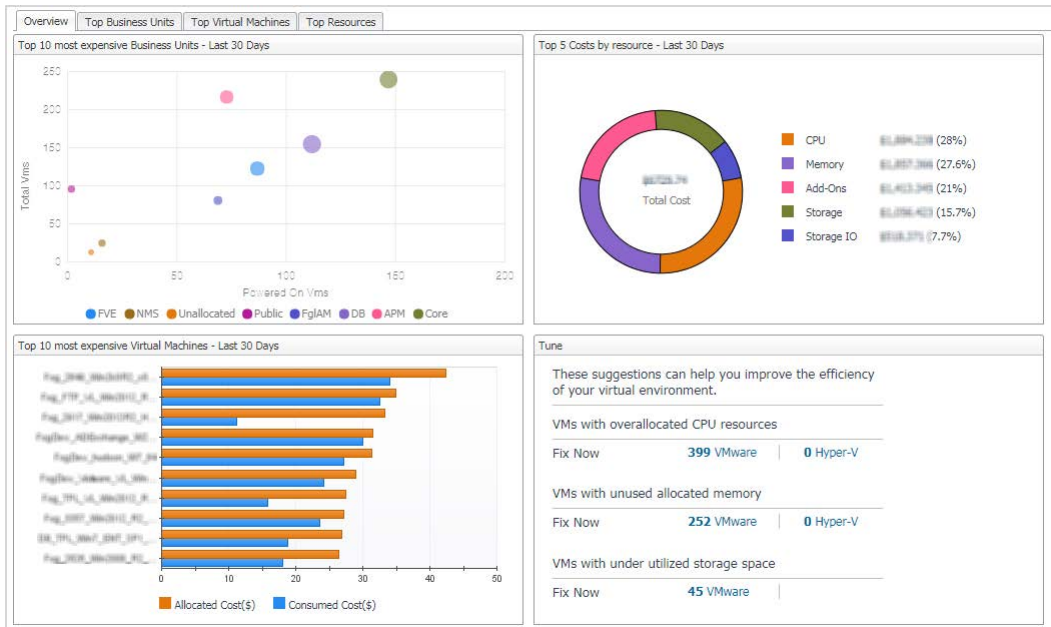 Overview Top Business Units Top Virtual Machines Top Resources
Top 10 most expensive Business Units - Last 30 Days
250
200
150
100
50
0
Total Vms
0 50 100 150 200
Powered On Vms
FVE NMS Unallocated Public FglAM DB APM Core
Top 5 Costs by resource - Last 30 Days
Total Cost
CPU (28%)
Memory (27.6%)
Add-Ons (21%)
Storage (15.7%)
Storage IO (7.7%)
Top 10 most expensive Virtual Machines - Last 30 Days
0 10 20 30 40 50
Allocated Cost($) Consumed Cost($)
Tune
These suggestions can help you improve the efficiency
of your virtual environment.
VMs with overallocated CPU resources
Fix Now 399 VMware 0 Hyper-V
VMs with unused allocated memory
Fix Now 252 VMware 0 Hyper-V
VMs with under utilized storage space
Fix Now 45 VMware